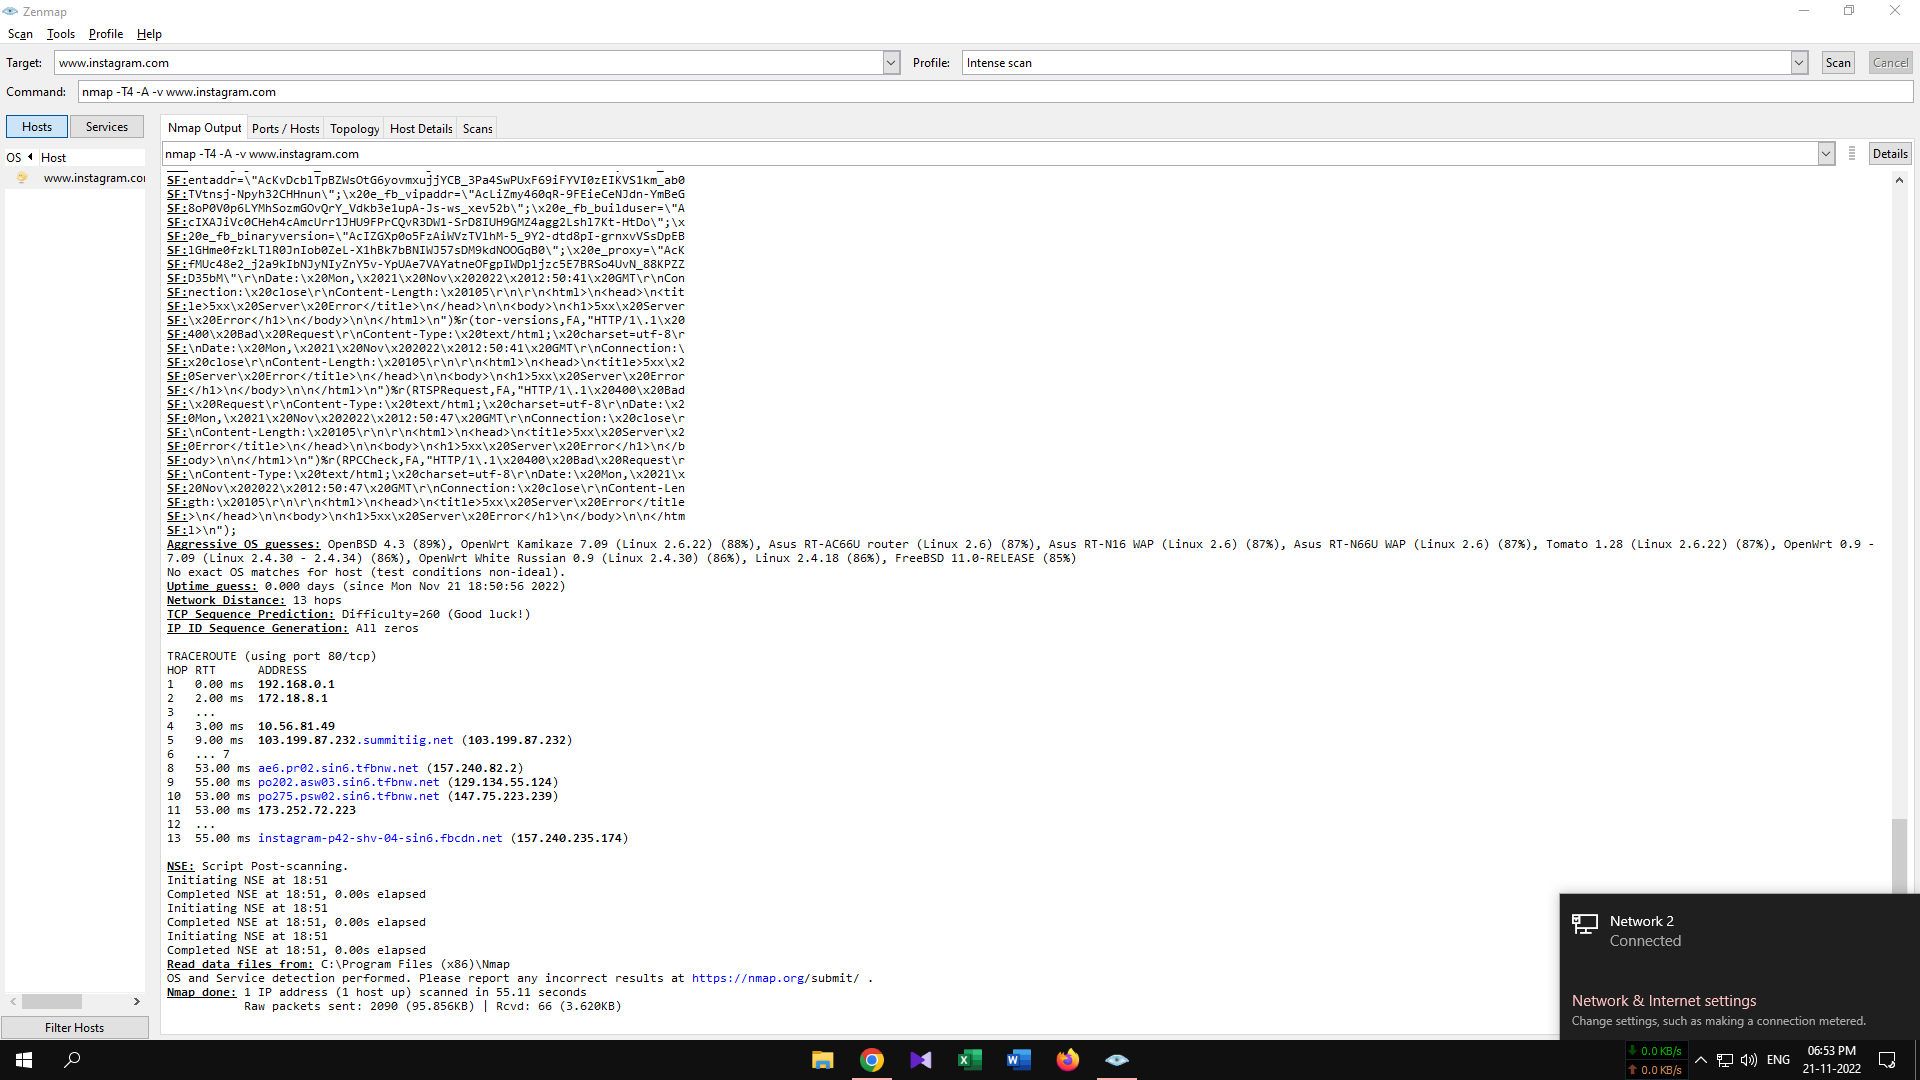 Zenmap
Scan Tools Profile Help
Target: www.instagram.com Profile: Intense scan Scan Cancel
Command: nmap -T4 -A -v www.instagram.com
Hosts Services Nmap Output Ports / Hosts Topology Host Details Scans
nmap -T4 -A -v www.instagram.com Details
OS Host
www.instagram.co
SF:entaddr=\"AcKvDcblTpBZWsOtG6yovmxujjYCB_3Pa4SwPUxF69iFYVI0zEIKVS1km_ab0
SF:TVtnsj-Npyh32CHHnun\";\x20e_fb_vipaddr=\"AcLiZmy460qR-9FEieCeNJdn-YmBeG
SF:8oP0V0p6LYMhSozmGOvQrY_Vdkb3e1upA-Js-ws_xev52b\";\x20e_fb_builduser=\"A
SF:cIXAJiVc0CHeh4cAmcUrr1JHU9FPrCQvR3DW1-SrD8IUH9GMZ4agg2Lshl7Kt-HtDo\";\x
SF:20e_fb_binaryversion=\"AcIZGXp0o5FzAiWVzTVlhM-5_9Y2-dtd8pI-grnxvVSsDpEB
SF:lGHme0fzkLTlR0JnIob0ZeL-X1hBk7bBNIWJ57sDM9kdNOOGqB0\";\x20e_proxy=\"AcK
SF:fMUc48e2_j2a9kIbNJyNIyZnY5v-YpUAe7VAYatneOFgpIWDpljzc5E7BRSo4UvN_88KPZZ
SF:D35bM\"\r\nDate:\x20Mon,\x2021\x20Nov\x202022\x2012:50:41\x20GMT\r\nCon
SF:nection:\x20close\r\nContent-Length:\x20105\r\n\r\n<html>\n<head>\n<tit
SF:le>5xx\x20Server\x20Error</title>\n</head>\n\n<body>\n<h1>5xx\x20Server
SF:\x20Error</h1>\n</body>\n\n</html>\n")%r(tor-versions,FA,"HTTP/1\.1\x20
SF:400\x20Bad\x20Request\r\nContent-Type:\x20text/html;\x20charset=utf-8\r
SF:\nDate:\x20Mon,\x2021\x20Nov\x202022\x2012:50:41\x20GMT\r\nConnection:\
SF:x20close\r\nContent-Length:\x20105\r\n\r\n<html>\n<head>\n<title>5xx\x2
SF:0Server\x20Error</title>\n</head>\n\n<body>\n<h1>5xx\x20Server\x20Error
SF:</h1>\n</body>\n\n</html>\n")%r(RTSPRequest,FA,"HTTP/1\.1\x20400\x20Bad
SF:\x20Request\r\nContent-Type:\x20text/html;\x20charset=utf-8\r\nDate:\x2
SF:0Mon,\x2021\x20Nov\x202022\x2012:50:47\x20GMT\r\nConnection:\x20close\r
SF:\nContent-Length:\x20105\r\n\r\n<html>\n<head>\n<title>5xx\x20Server\x2
SF:0Error</title>\n</head>\n\n<body>\n<h1>5xx\x20Server\x20Error</h1>\n</b
SF:ody>\n\n</html>\n")%r(RPCCheck,FA,"HTTP/1\.1\x20400\x20Bad\x20Request\r
SF:\nContent-Type:\x20text/html;\x20charset=utf-8\r\nDate:\x20Mon,\x2021\x
SF:20Nov\x202022\x2012:50:47\x20GMT\r\nConnection:\x20close\r\nContent-Len
SF:gth:\x20105\r\n\r\n<html>\n<head>\n<title>5xx\x20Server\x20Error</title
SF:>\n</head>\n\n<body>\n<h1>5xx\x20Server\x20Error</h1>\n</body>\n\n</htm
SF:l>\n");
Aggressive OS guesses: OpenBSD 4.3 (89%), OpenWrt Kamikaze 7.09 (Linux 2.6.22) (88%), Asus RT-AC66U router (Linux 2.6) (87%), Asus RT-N16 WAP (Linux 2.6) (87%), Asus RT-N66U WAP (Linux 2.6) (87%), Tomato 1.28 (Linux 2.6.22) (87%), OpenWrt 0.9 -
7.09 (Linux 2.4.30 - 2.4.34) (86%), OpenWrt White Russian 0.9 (Linux 2.4.30) (86%), Linux 2.4.18 (86%), FreeBSD 11.0-RELEASE (85%)
No exact OS matches for host (test conditions non-ideal).
Uptime guess: 0.000 days (since Mon Nov 21 18:50:56 2022)
Network Distance: 13 hops
TCP Sequence Prediction: Difficulty=260 (Good luck!)
IP ID Sequence Generation: All zeros
TRACEROUTE (using port 80/tcp)
HOP RTT ADDRESS
1 0.00 ms 192.168.0.1
2 2.00 ms 172.18.8.1
3 ...
4 3.00 ms 10.56.81.49
5 9.00 ms 103.199.87.232.summitiig.net (103.199.87.232)
6 ... 7
8 53.00 ms ae6.pr02.sin6.tfbnw.net (157.240.82.2)
9 55.00 ms po202.asw03.sin6.tfbnw.net (129.134.55.124)
10 53.00 ms po275.psw02.sin6.tfbnw.net (147.75.223.239)
11 53.00 ms 173.252.72.223
12 ...
13 55.00 ms instagram-p42-shv-04-sin6.fbcdn.net (157.240.235.174)
NSE: Script Post-scanning.
Initiating NSE at 18:51
Completed NSE at 18:51, 0.00s elapsed
Initiating NSE at 18:51
Completed NSE at 18:51, 0.00s elapsed
Initiating NSE at 18:51
Completed NSE at 18:51, 0.00s elapsed
Read data files from: C:\Program Files (x86)\Nmap
OS and Service detection performed. Please report any incorrect results at https://nmap.org/submit/ .
Nmap done: 1 IP address (1 host up) scanned in 55.11 seconds
Raw packets sent: 2090 (95.856KB) | Rcvd: 66 (3.620KB)
Filter Hosts
Network 2
Connected
Network & Internet settings
Change settings, such as making a connection metered.
0.0 KB/s
0.0 KB/s
ENG
06:53 PM
21-11-2022